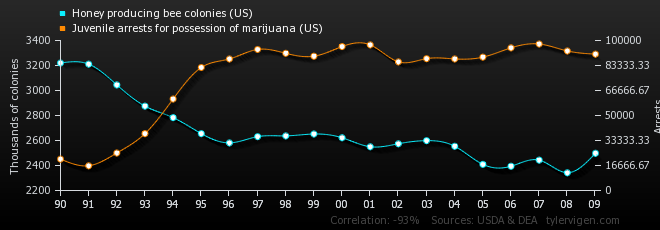 Honey producing bee colonies (US)
Juvenile arrests for possession of marijuana (US)
Thousands of colonies
3400
3200
3000
2800
2600
2400
2200
100000
83333.33
66666.67
50000
33333.33
16666.67
0
Arrests
90 91 92 93 94 95 96 97 98 99 00 01 02 03 04 05 06 07 08 09
Correlation: -93% Sources: USDA & DEA tylervigen.com